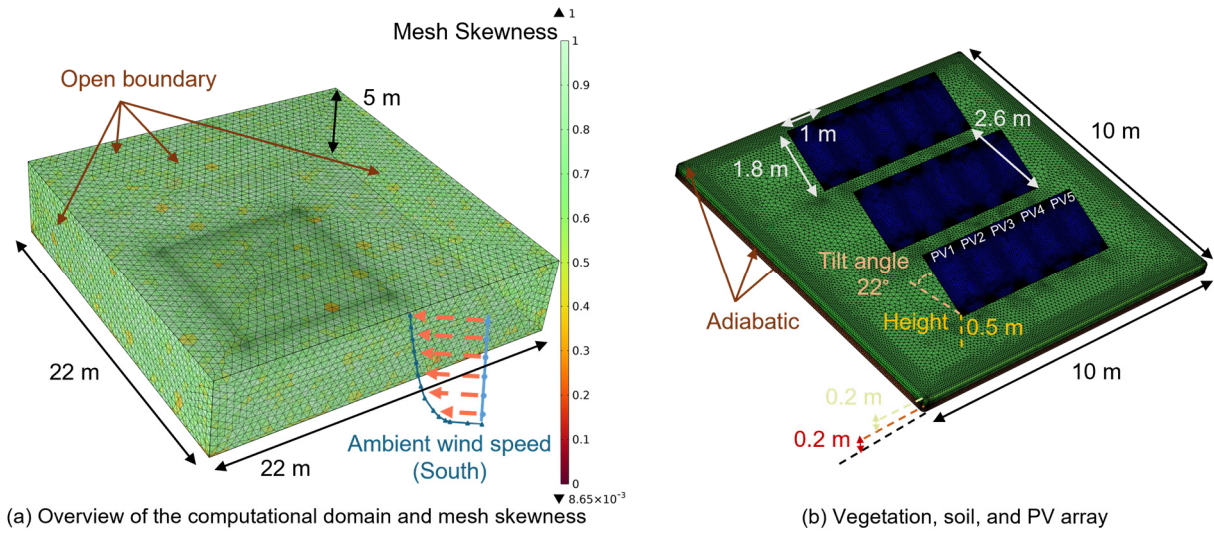 Mesh Skewness
▲ 1
1
0.9
0.8
0.7
0.6
0.5
0.4
0.3
0.2
0.1
0
▼ 8.65×10⁻³
Open boundary
5 m
22 m
22 m
Ambient wind speed
(South)
(a) Overview of the computational domain and mesh skewness
1 m
2.6 m
10 m
1.8 m
PV1 PV2 PV3 PV4 PV5
Tilt angle
22°
Adiabatic
Height
0.5 m
10 m
0.2 m
0.2 m
(b) Vegetation, soil, and PV array